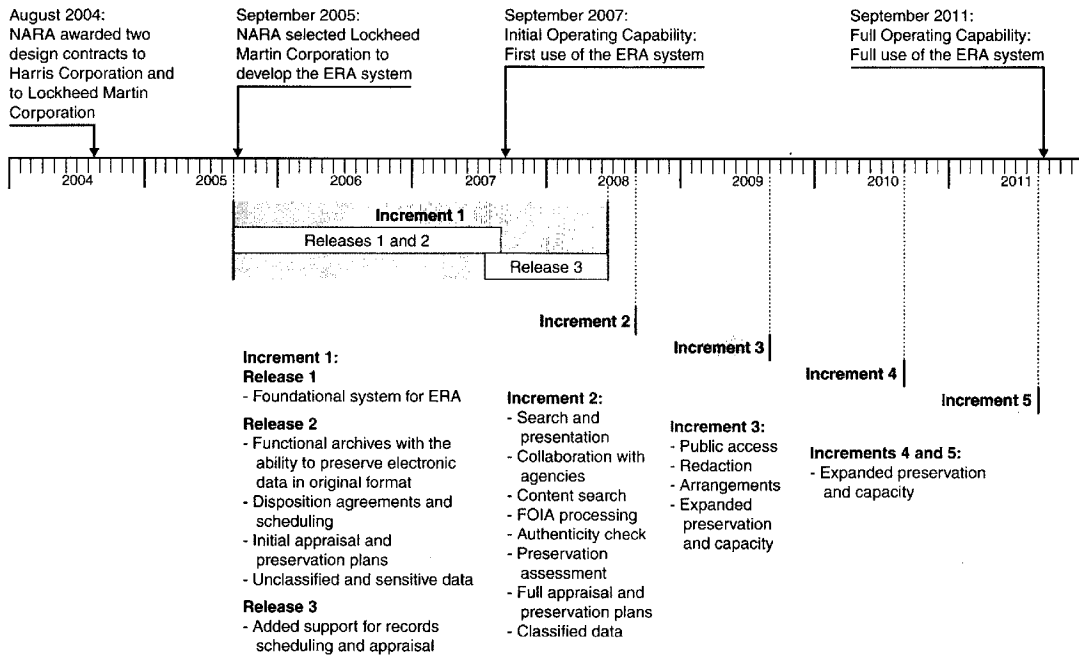 August 2004:
NARA awarded two
design contracts to
Harris Corporation and
to Lockheed Martin
Corporation
September 2005:
NARA selected Lockheed
Martin Corporation to
develop the ERA system
September 2007:
Initial Operating Capability:
First use of the ERA system
September 2011:
Full Operating Capability:
Full use of the ERA system
2004
2005
2006
2007
2008
2009
2010
2011
Increment 1
Releases 1 and 2
Release 3
Increment 2
Increment 3
Increment 4
Increment 5
Increment 1:
Release 1
- Foundational system for ERA
Release 2
- Functional archives with the
ability to preserve electronic
data in original format
- Disposition agreements and
scheduling
- Initial appraisal and
preservation plans
- Unclassified and sensitive data
Release 3
- Added support for records
scheduling and appraisal
Increment 2:
- Search and
presentation
- Collaboration with
agencies
- Content search
- FOIA processing
- Authenticity check
- Preservation
assessment
- Full appraisal and
preservation plans
- Classified data
Increment 3:
- Public access
- Redaction
- Arrangements
- Expanded
preservation
and capacity
Increments 4 and 5:
- Expanded preservation
and capacity